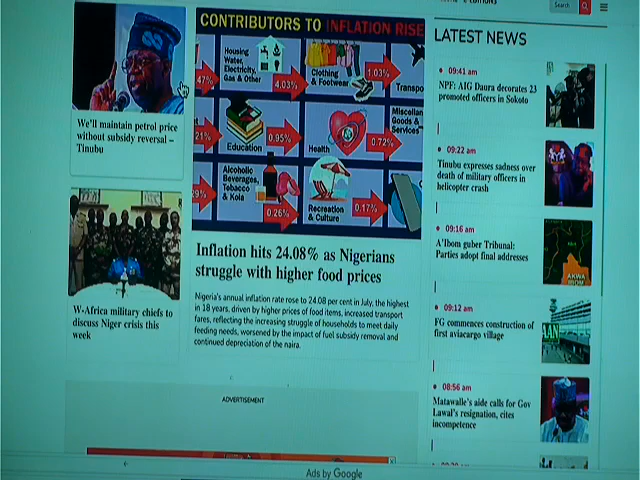 E-EDITIONS
Search
We'll maintain petrol price
without subsidy reversal –
Tinubu
W-Africa military chiefs to
discuss Niger crisis this
week
CONTRIBUTORS TO INFLATION RISE
Housing
Water,
Electricity,
Gas & Other
4.03%
Clothing
& Footwear
1.03%
Transpo
47%
21%
Education
0.95%
Health
0.72%
Miscellan
Goods &
Services
Alcoholic
Beverages,
Tobacco
& Kola
0.26%
Recreation
& Culture
0.17%
Inflation hits 24.08% as Nigerians
struggle with higher food prices
Nigeria's annual inflation rate rose to 24.08 per cent in July, the highest
in 18 years, driven by higher prices of food items, increased transport
fares, reflecting the increasing struggle of households to meet daily
feeding needs, worsened by the impact of fuel subsidy removal and
continued depreciation of the naira.
ADVERTISEMENT
LATEST NEWS
09:41 am
NPF: AIG Daura decorates 23
promoted officers in Sokoto
09:22 am
Tinubu expresses sadness over
death of military officers in
helicopter crash
09:16 am
A'Ibom guber Tribunal:
Parties adopt final addresses
AKWA
IBOM
09:12 am
FG commences construction of
first aviacargo village
08:56 am
Matawalle's aide calls for Gov
Lawal's resignation, cites
incompetence
Ads by Google